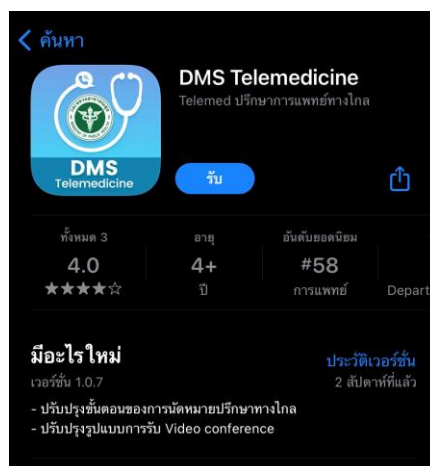 ค้นหา
DMS Telemedicine
Telemed ปรึกษาการแพทย์ทางไกล
DMS
Telemedicine
รับ
ทั้งหมด 3
อายุ
อันดับยอดนิยม
4.0
4+
#58
★★★★☆
ปี
การแพทย์
Depart
มีอะไรใหม่
ประวัติเวอร์ชั่น
เวอร์ชั่น 1.0.7
2 สัปดาห์ที่แล้ว
- ปรับปรุงขั้นตอนของการนัดหมายปรึกษาทางไกล
- ปรับปรุงรูปแบบการรับ Video conference